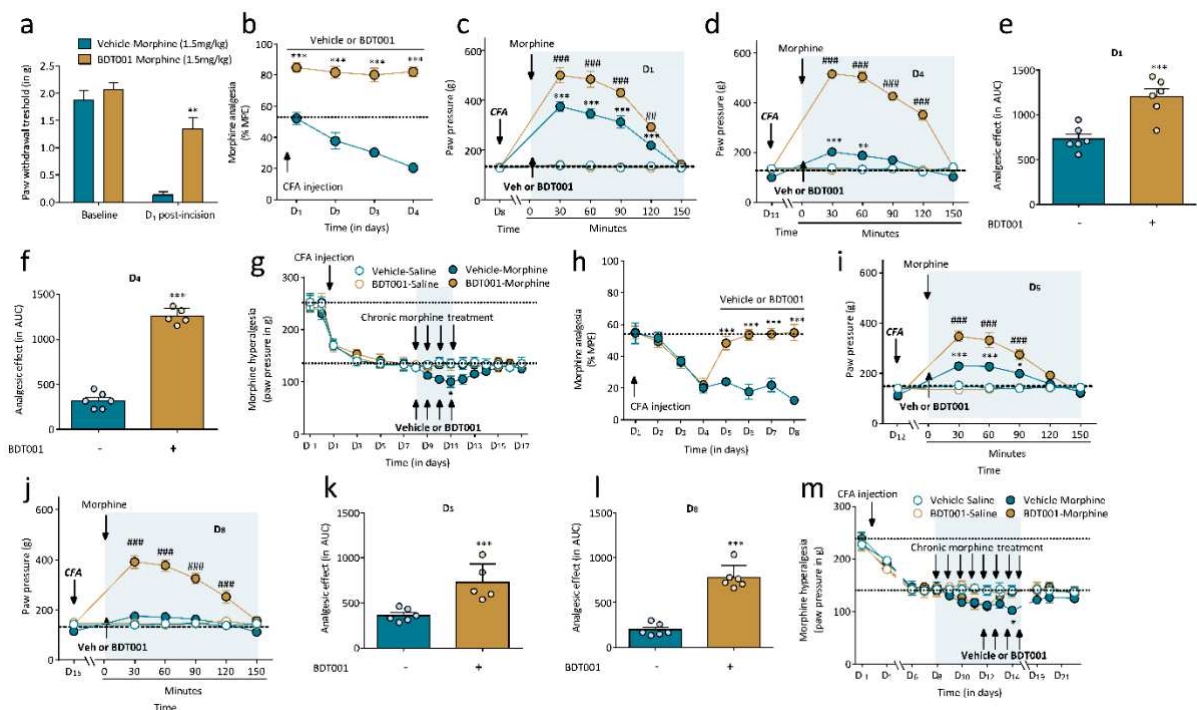 a
Vehicle-Morphine (1.5mg/kg)
BDT001 Morphine (1.5mg/kg)
Paw withdrawal treshold (in g)
2.5
2.0
1.5
1.0
0.5
0.0
**
Baseline
D1 post-incision
b
Vehicle or BDT001
Morphine analgesia
(% MPE)
100
80
60
40
20
0
*** *** *** ***
CFA injection
D1 D2 D3 D4
Time (in days)
c
Morphine
D1
Paw pressure (g)
600
400
200
0
### ### ### ##
*** *** *** ***
CFA
Veh or BDT001
D8 0 30 60 90 120 150
Time Minutes
d
Morphine
D4
Paw pressure (g)
600
400
200
0
### ### ### ###
*** **
CFA
Veh or BDT001
D11 0 30 60 90 120 150
Time
Minutes
e
D1
Analgesic effect (in AUC)
1500
1000
500
0
***
BDT001 - +
f
D4
Analgesic effect (in AUC)
1500
1000
500
0
***
BDT001 - +
g
CFA injection
Vehicle-Saline
BDT001-Saline
Vehicle-Morphine
BDT001-Morphine
Chronic morphine treatment
Morphine hyperalgesia
(paw pressure in g)
300
200
100
0
*
Vehicle or BDT001
D-1 D1 D3 D5 D7 D9 D11 D13 D15 D17
Time (in days)
h
Vehicle or BDT001
Morphine analgesia
(% MPE)
100
80
60
40
20
0
*** *** *** ***
CFA injection
D1 D2 D3 D4 D5 D6 D7 D8
Time (in days)
i
Morphine
D5
Paw pressure (g)
600
400
200
0
### ### ###
*** *** *
CFA
Veh or BDT001
D12 0 30 60 90 120 150
Minutes
Time
j
Morphine
D8
Paw pressure (g)
600
400
200
0
### ### ### ###
CFA
Veh or BDT001
D15 0 30 60 90 120 150
Minutes
Time
k
D5
Analgesic effect (in AUC)
1500
1000
500
0
***
BDT001 - +
l
D8
Analgesic effect (in AUC)
1500
1000
500
0
***
BDT001 - +
m
CFA injection
Vehicle-Saline
BDT001-Saline
Vehicle-Morphine
BDT001-Morphine
Chronic morphine treatment
Morphine hyperalgesia
(paw pressure in g)
300
200
100
0
*
Vehicle or BDT001
D-1 D1 D6 D8 D10 D12 D14 D19 D21
Time (in days)